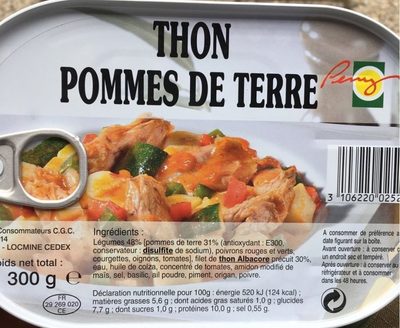 THON
POMMES DE TERRE
Peny
3 106220 0252
Consommateurs C.G.C.
14
- LOCMINE CEDEX
oids net total :
300 g e
FR
29 269 020
CE
Ingrédients :
Légumes 48% [pommes de terre 31% (antioxydant : E300,
conservateur : disulfite de sodium), poivrons rouges et verts,
courgettes, oignons, tomates], filet de thon Albacore précuit 30%,
eau, huile de colza, concentré de tomates, amidon modifié de
maïs, sel, basilic, ail poudre, piment, origan, poivre.
Déclaration nutritionnelle pour 100g : énergie 520 kJ (124 kcal) ;
matières grasses 5,6 g ; dont acides gras saturés 1,0 g ; glucides
7,7 g ; dont sucres 1,0 g ; protéines 10,0 g ; sel 0,55 g.
A consommer de préférence a
date figurant sur la boîte.
Avant ouverture : à conserver d
un endroit sec et tempéré.
Après ouverture : à conserver au
réfrigérateur et à consommer
dans les 48 heures.